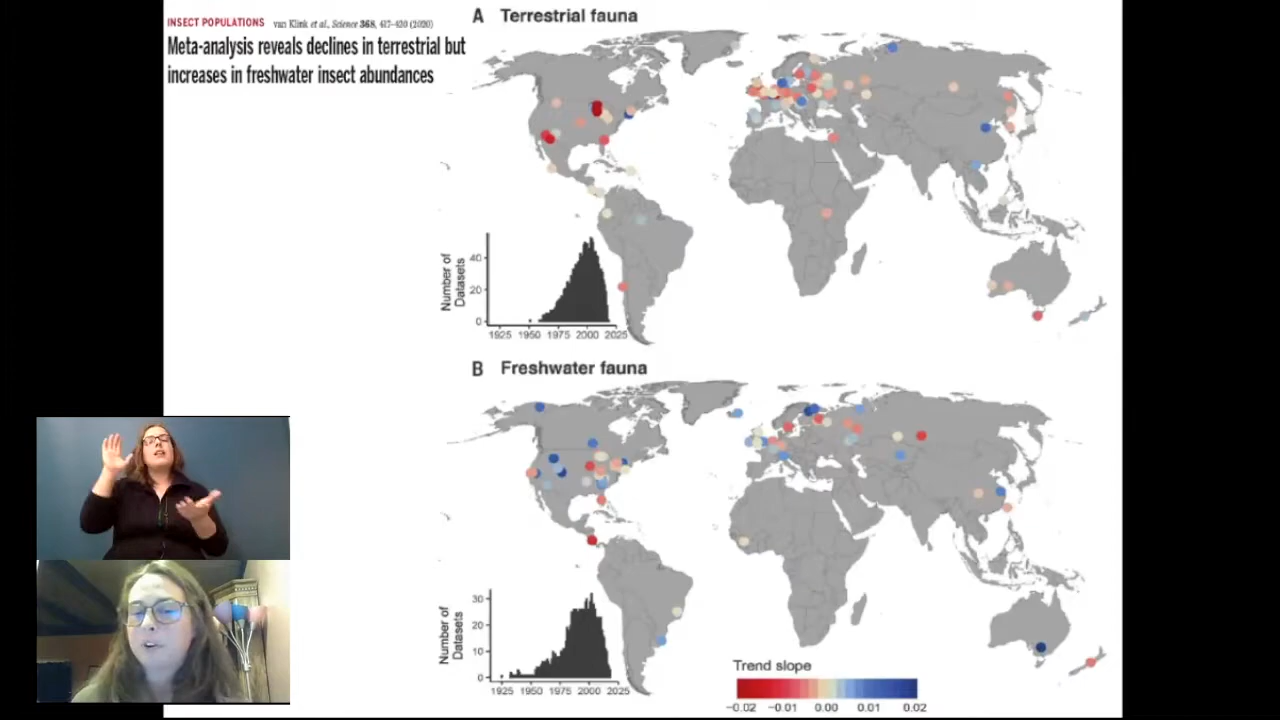 INSECT POPULATIONS van Klink et al., Science 368, 417–420 (2020)
Meta-analysis reveals declines in terrestrial but
increases in freshwater insect abundances
A Terrestrial fauna
Number of
Datasets
40
20
0
1925 1950 1975 2000 2025
B Freshwater fauna
Number of
Datasets
30
20
10
0
1925 1950 1975 2000 2025
Trend slope
−0.02 −0.01 0.00 0.01 0.02